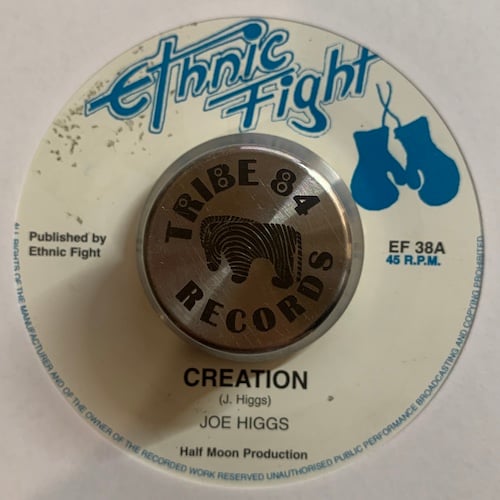 Ethnic
Fight
TRIBE 84
RECORDS
Published by
Ethnic Fight
EF 38A
45 R.P.M.
CREATION
(J. Higgs)
JOE HIGGS
Half Moon Production
ALL RIGHTS OF THE MANUFACTURER AND OF THE OWNER OF THE RECORDED WORK RESERVED UNAUTHORISED PUBLIC PERFORMANCE BROADCASTING AND COPYING PROHIBITED